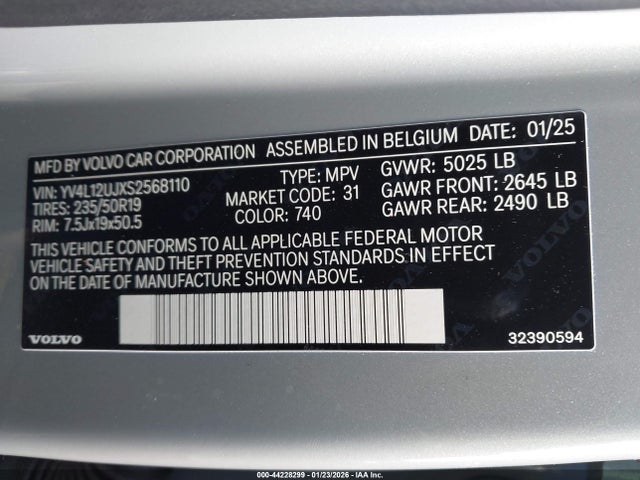 MFD BY VOLVO CAR CORPORATION ASSEMBLED IN BELGIUM DATE: 01/25
VIN: YV4L12UJXS2568110 TYPE: MPV GVWR: 5025 LB
TIRES: 235/50R19 MARKET CODE: 31 GAWR FRONT: 2645 LB
RIM: 7.5Jx19x50.5 COLOR: 740 GAWR REAR: 2490 LB
THIS VEHICLE CONFORMS TO ALL APPLICABLE FEDERAL MOTOR
VEHICLE SAFETY AND THEFT PREVENTION STANDARDS IN EFFECT
ON DATE OF MANUFACTURE SHOWN ABOVE.
VOLVO 32390594
000-44228299 - 01/23/2026 - IAA Inc.